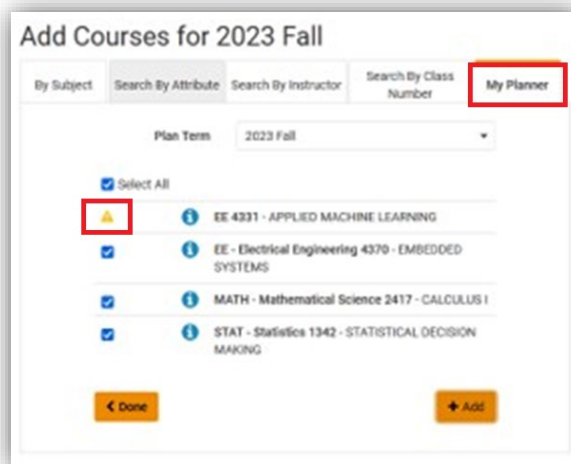 Add Courses for 2023 Fall
By Subject
Search By Attribute
Search By Instructor
Search By Class
Number
My Planner
Plan Term
2023 Fall
Select All
EE 4331 - APPLIED MACHINE LEARNING
EE - Electrical Engineering 4370 - EMBEDDED
SYSTEMS
MATH - Mathematical Science 2417 - CALCULUS I
STAT - Statistics 1342 - STATISTICAL DECISION
MAKING
Done
+ Add